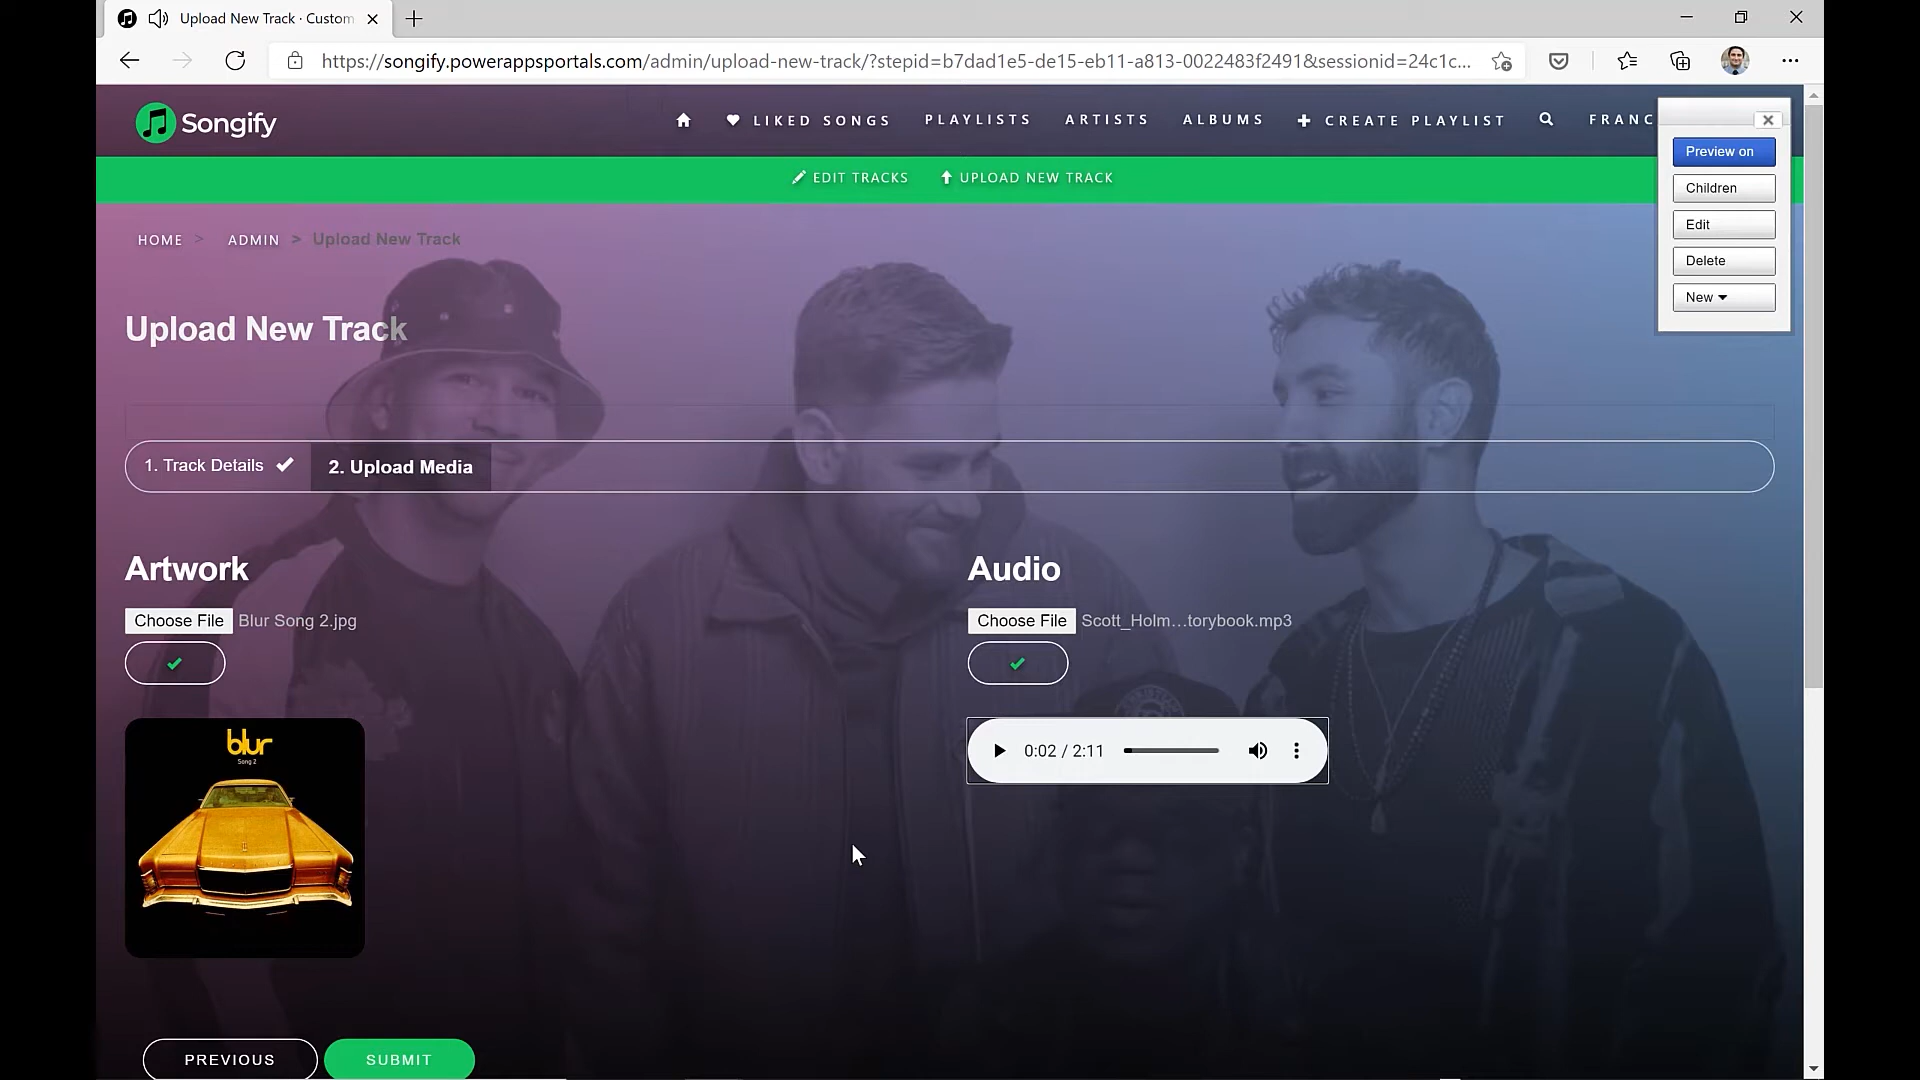 Upload New Track · Custom
https://songify.powerappsportals.com/admin/upload-new-track/?stepid=b7dad1e5-de15-eb11-a813-0022483f2491&sessionid=24c1c...
Songify
LIKED SONGS
PLAYLISTS
ARTISTS
ALBUMS
CREATE PLAYLIST
FRANC
Preview on
Children
Edit
Delete
New
EDIT TRACKS
UPLOAD NEW TRACK
HOME > ADMIN > Upload New Track
Upload New Track
1. Track Details
2. Upload Media
Artwork
Choose File Blur Song 2.jpg
blur
Song 2
Audio
Choose File Scott_Holm...torybook.mp3
0:02 / 2:11
PREVIOUS
SUBMIT